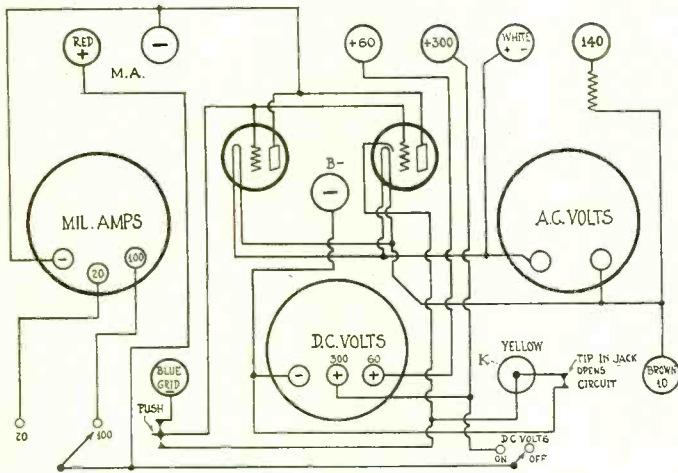 RED
+
−
M.A.
+60
+300
WHITE
+ −
140
B−
−
MIL. AMPS
−
20
100
A.C. VOLTS
D.C. VOLTS
300
60
−
+
+
K−
YELLOW
TIP IN JACK
OPENS
CIRCUIT
BROWN
10
BLUE
GRID
PUSH
20
100
DC VOLTS
ON
OFF